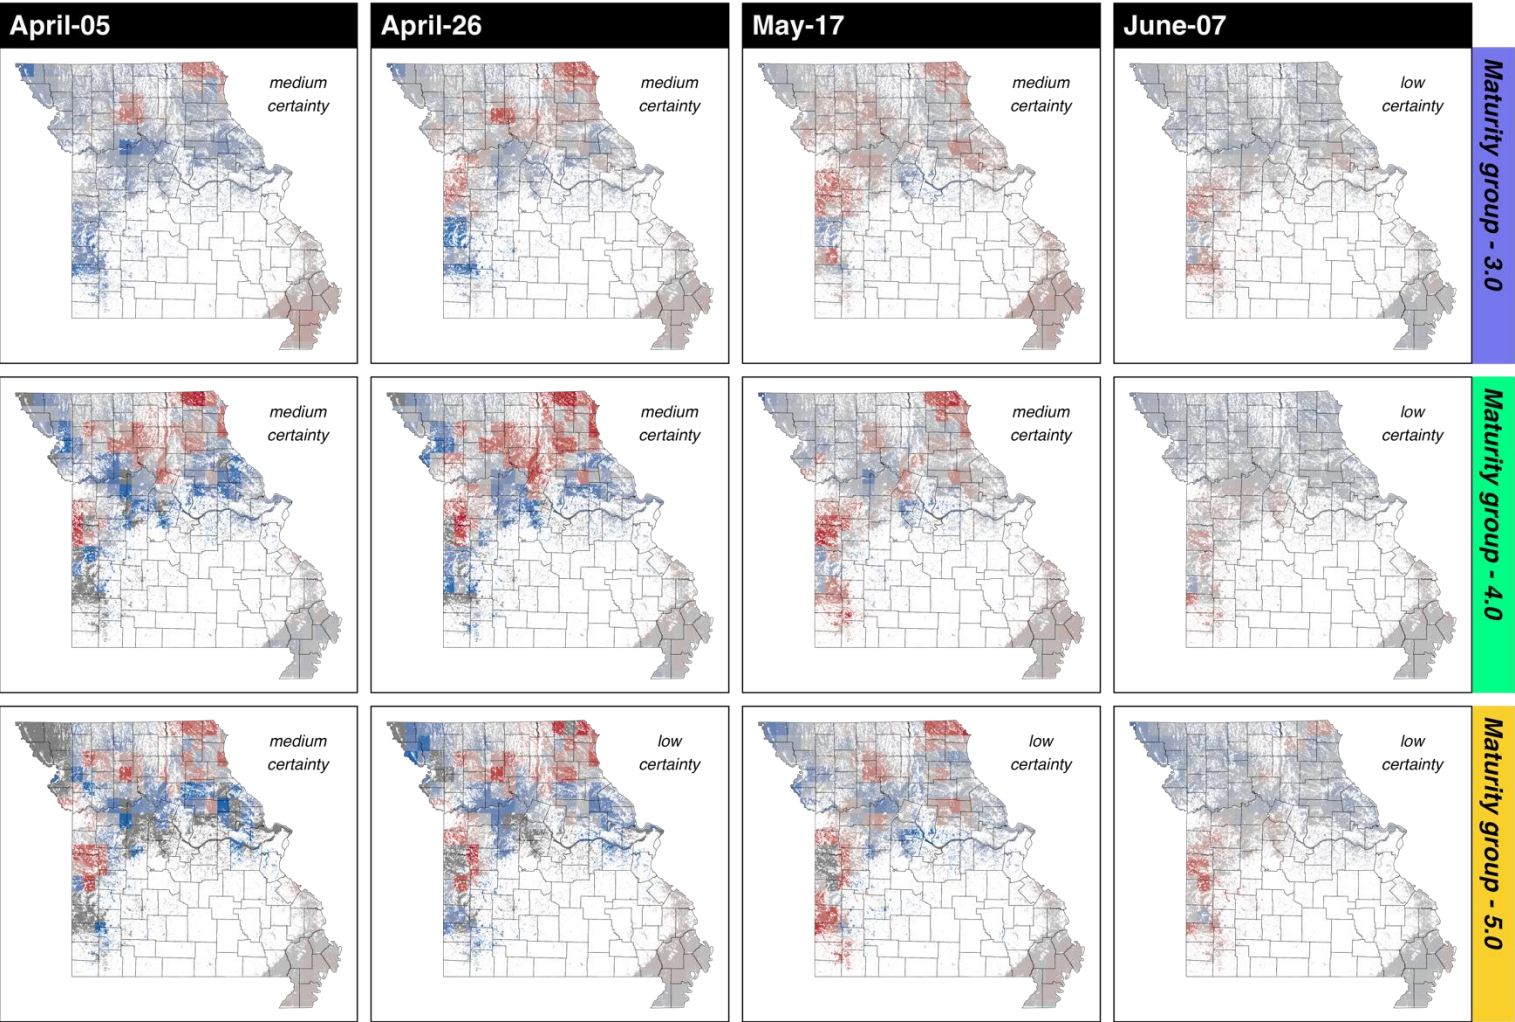 April-05
April-26
May-17
June-07
medium
certainty
medium
certainty
medium
certainty
low
certainty
Maturity group - 3.0
medium
certainty
medium
certainty
medium
certainty
low
certainty
Maturity group - 4.0
medium
certainty
low
certainty
low
certainty
low
certainty
Maturity group - 5.0